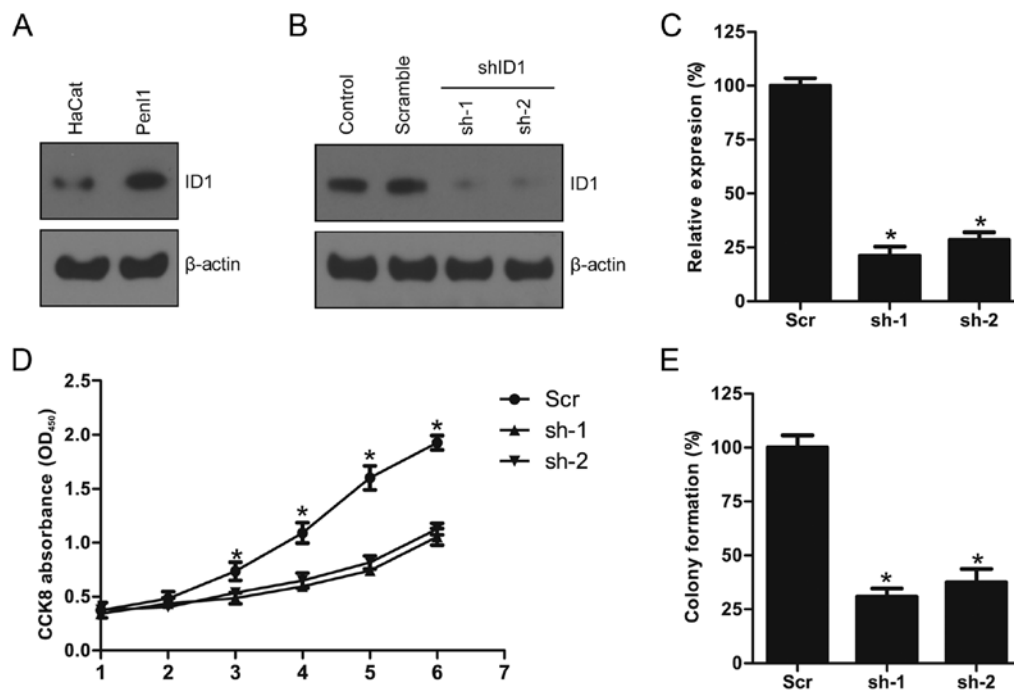 A
HaCat
Penl1
ID1
β-actin
B
shID1
Control
Scramble
sh-1
sh-2
ID1
β-actin
C
Relative expresion (%)
125
100
75
50
25
0
Scr
*
sh-1
*
sh-2
D
CCK8 absorbance (OD₄₅₀)
2.5
2.0
1.5
1.0
0.5
0.0
1 2 3 4 5 6 7
* * * *
Scr
sh-1
sh-2
E
Colony formation (%)
125
100
75
50
25
0
* *
Scr sh-1 sh-2